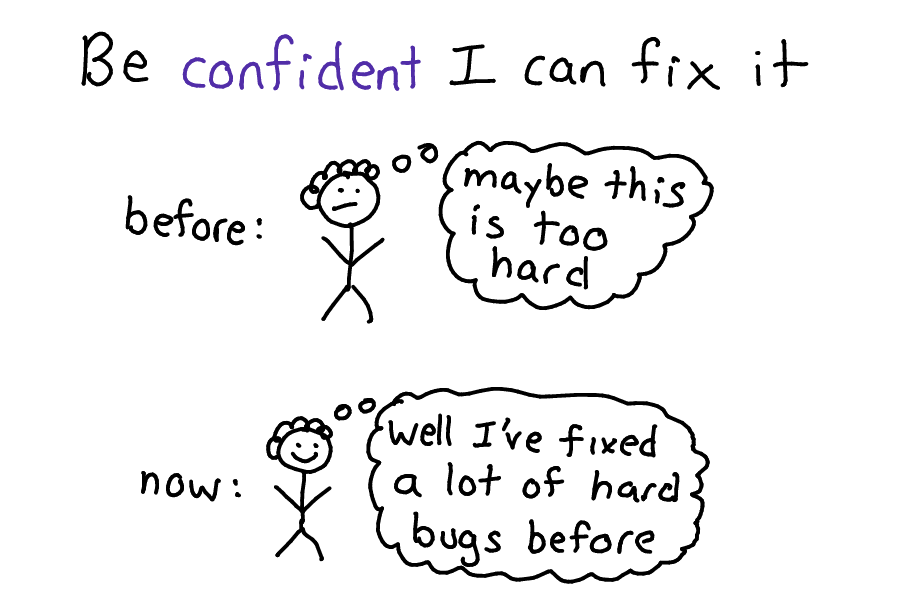 Be confident I can fix it
before:
maybe this
is too
hard
now:
well I've fixed
a lot of hard
bugs before